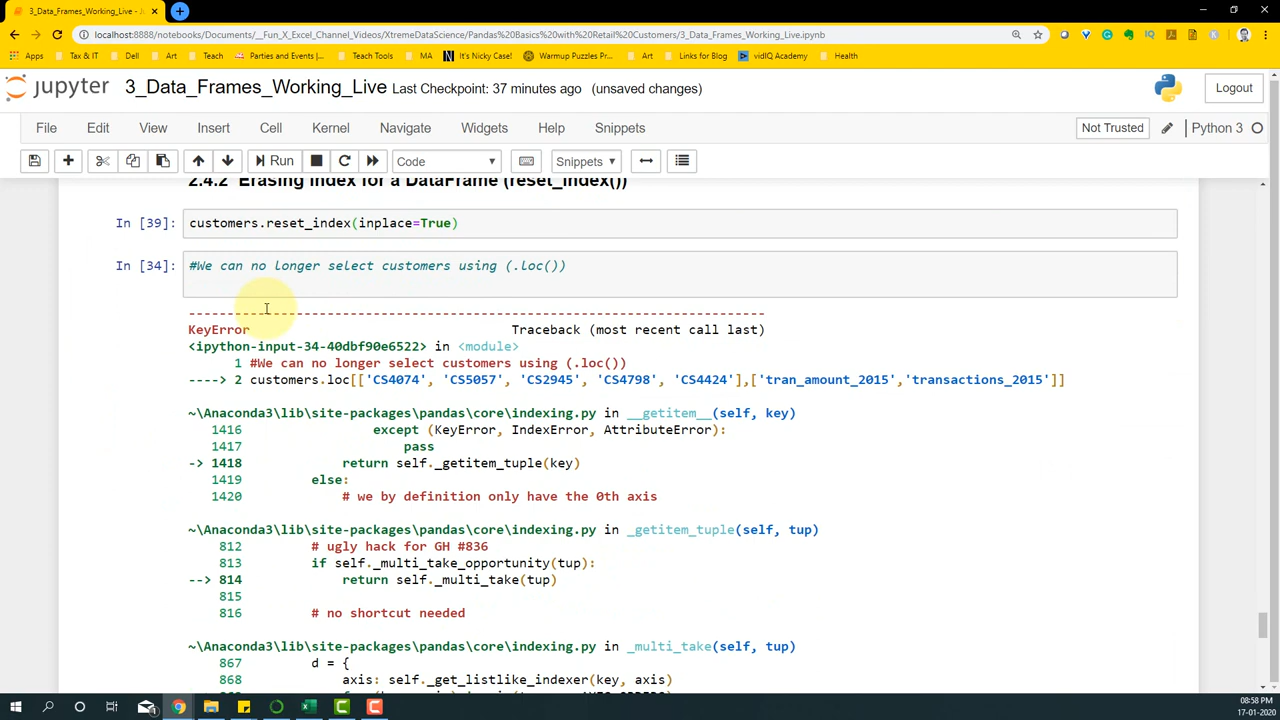 3_Data_Frames_Working_Live - Jup
localhost:8888/notebooks/Documents/__Fun_X_Excel_Channel_Videos/XtremeDataScience/Pandas%20Basics%20with%20Retail%20Customers/3_Data_Frames_Working_Live.ipynb
Apps Tax & IT Dell Art Teach Parties and Events |... Teach Tools MA It's Nicky Case! Warmup Puzzles Pr... Art Links for Blog vidIQ Academy Health
jupyter 3_Data_Frames_Working_Live Last Checkpoint: 37 minutes ago (unsaved changes) Logout
File Edit View Insert Cell Kernel Navigate Widgets Help Snippets Not Trusted Python 3
Run Code Snippets
2.4.2 Erasing Index for a DataFrame (reset_index())
In [39]: customers.reset_index(inplace=True)
In [34]: #We can no longer select customers using (.loc())
---------------------------------------------------------------------------
KeyError Traceback (most recent call last)
<ipython-input-34-40dbf90e6522> in <module>
1 #We can no longer select customers using (.loc())
----> 2 customers.loc[['CS4074', 'CS5057', 'CS2945', 'CS4798', 'CS4424'],['tran_amount_2015','transactions_2015']]
~\Anaconda3\lib\site-packages\pandas\core\indexing.py in __getitem__(self, key)
1416 except (KeyError, IndexError, AttributeError):
1417 pass
-> 1418 return self._getitem_tuple(key)
1419 else:
1420 # we by definition only have the 0th axis
~\Anaconda3\lib\site-packages\pandas\core\indexing.py in _getitem_tuple(self, tup)
812 # ugly hack for GH #836
813 if self._multi_take_opportunity(tup):
--> 814 return self._multi_take(tup)
815
816 # no shortcut needed
~\Anaconda3\lib\site-packages\pandas\core\indexing.py in _multi_take(self, tup)
867 d = {
868 axis: self._get_listlike_indexer(key, axis)
08:58 PM
17-01-2020